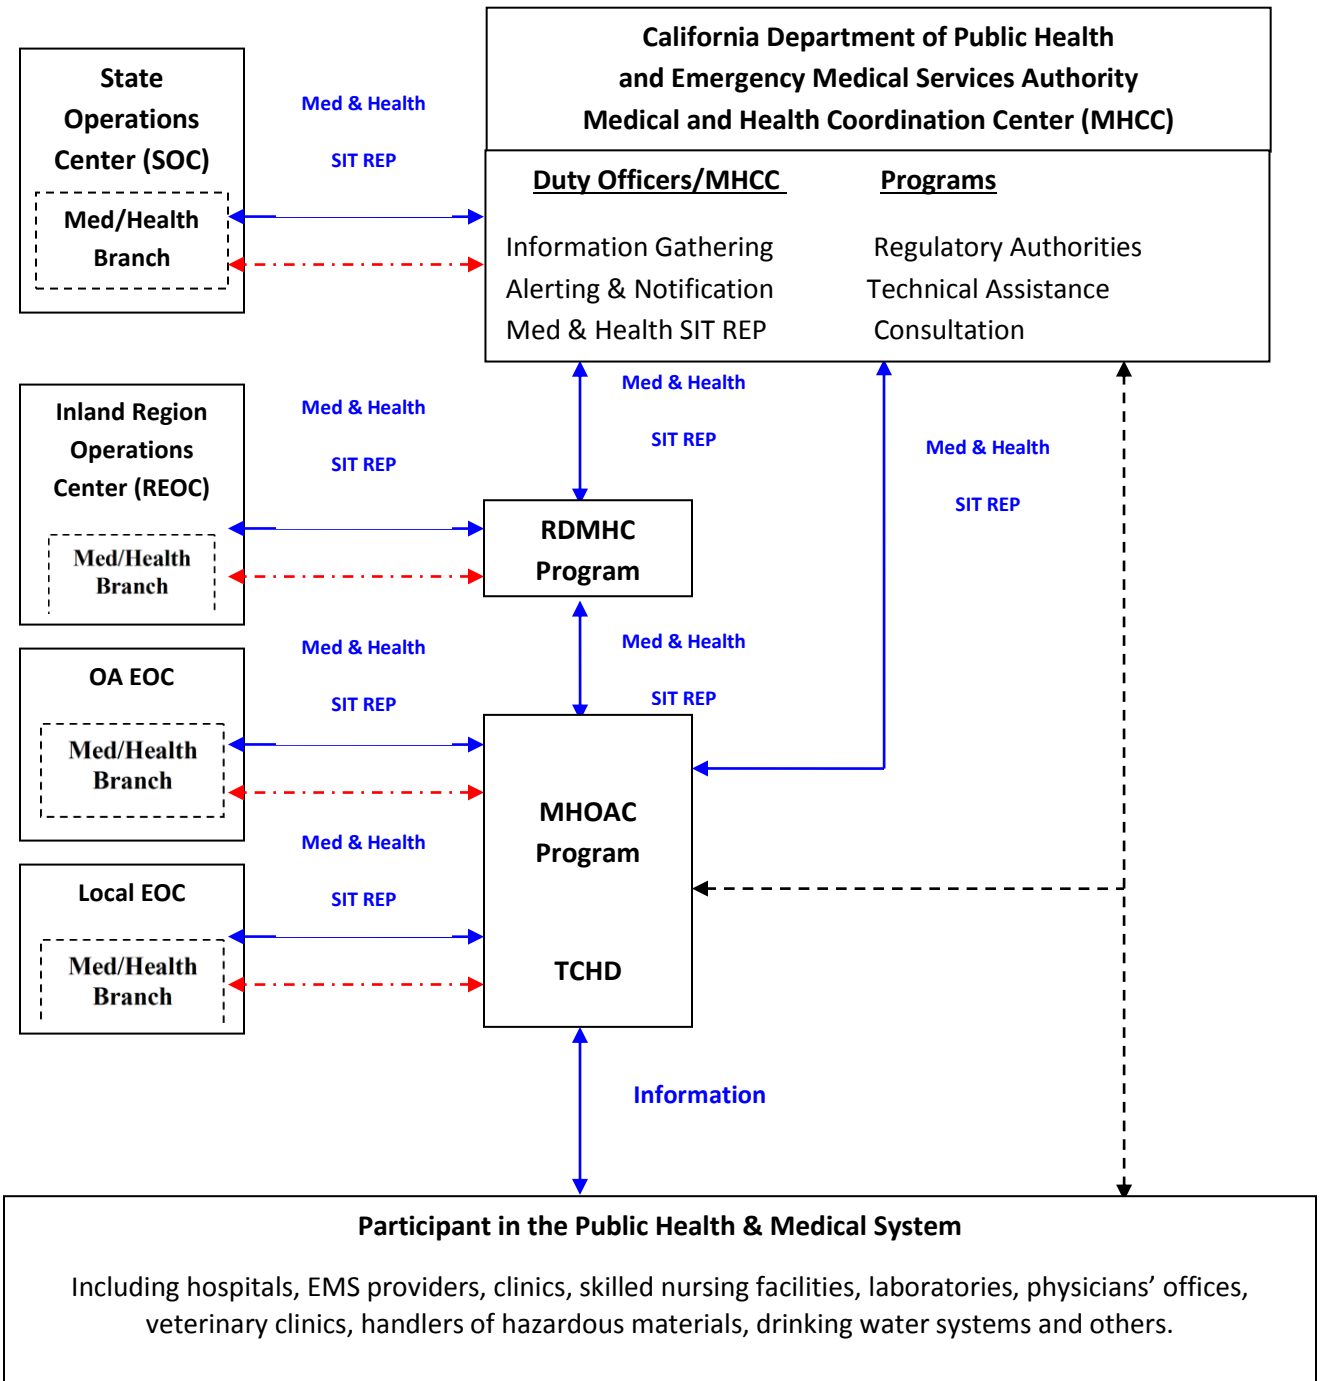 California Department of Public Health
and Emergency Medical Services Authority
Medical and Health Coordination Center (MHCC)
State
Operations
Center (SOC)
Med/Health
Branch
Med & Health
SIT REP
Duty Officers/MHCC
Programs
Information Gathering
Regulatory Authorities
Alerting & Notification
Technical Assistance
Med & Health SIT REP
Consultation
Inland Region
Operations
Center (REOC)
Med/Health
Branch
Med & Health
SIT REP
Med & Health
SIT REP
Med & Health
SIT REP
RDMHC
Program
OA EOC
Med/Health
Branch
Med & Health
SIT REP
Med & Health
SIT REP
MHOAC
Program
TCHD
Local EOC
Med/Health
Branch
Med & Health
SIT REP
Information
Participant in the Public Health & Medical System
Including hospitals, EMS providers, clinics, skilled nursing facilities, laboratories, physicians’ offices,
veterinary clinics, handlers of hazardous materials, drinking water systems and others.